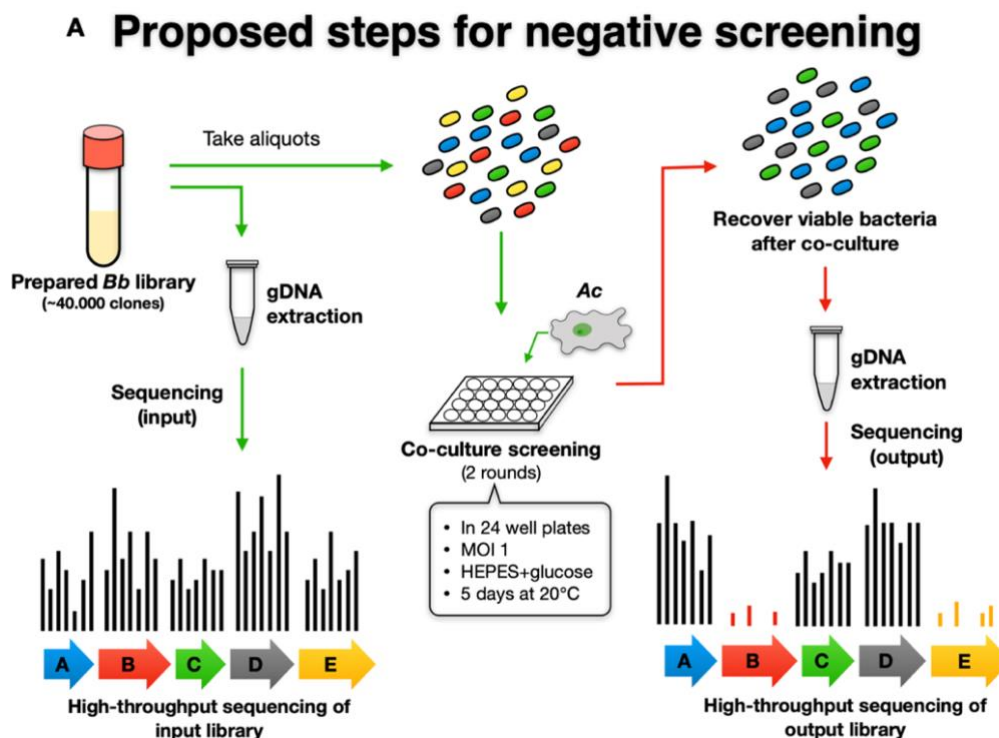 A Proposed steps for negative screening
Take aliquots
Prepared Bb library
(~40.000 clones)
gDNA
extraction
Sequencing
(input)
Ac
Co-culture screening
(2 rounds)
• In 24 well plates
• MOI 1
• HEPES+glucose
• 5 days at 20°C
Recover viable bacteria
after co-culture
gDNA
extraction
Sequencing
(output)
A B C D E
High-throughput sequencing of
input library
A B C D E
High-throughput sequencing of
output library